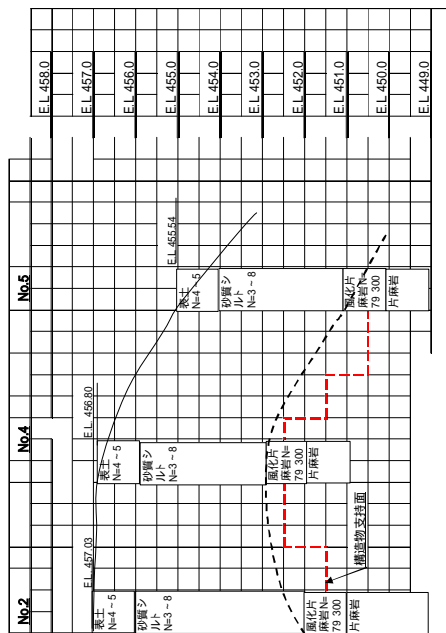 No.2
No.4
No.5
E.L 457.03
E.L 456.80
E.L 455.54
表土
N=4～5
砂質シ
ルト
N=3～8
風化片
麻岩N=
79 300
片麻岩
表土
N=4～5
砂質シ
ルト
N=3～8
風化片
麻岩N=
79 300
片麻岩
表土
N=4～5
砂質シ
ルト
N=3～8
風化片
麻岩N=
79 300
片麻岩
構造物支持面
E.L 458.0
E.L 457.0
E.L 456.0
E.L 455.0
E.L 454.0
E.L 453.0
E.L 452.0
E.L 451.0
E.L 450.0
E.L 449.0